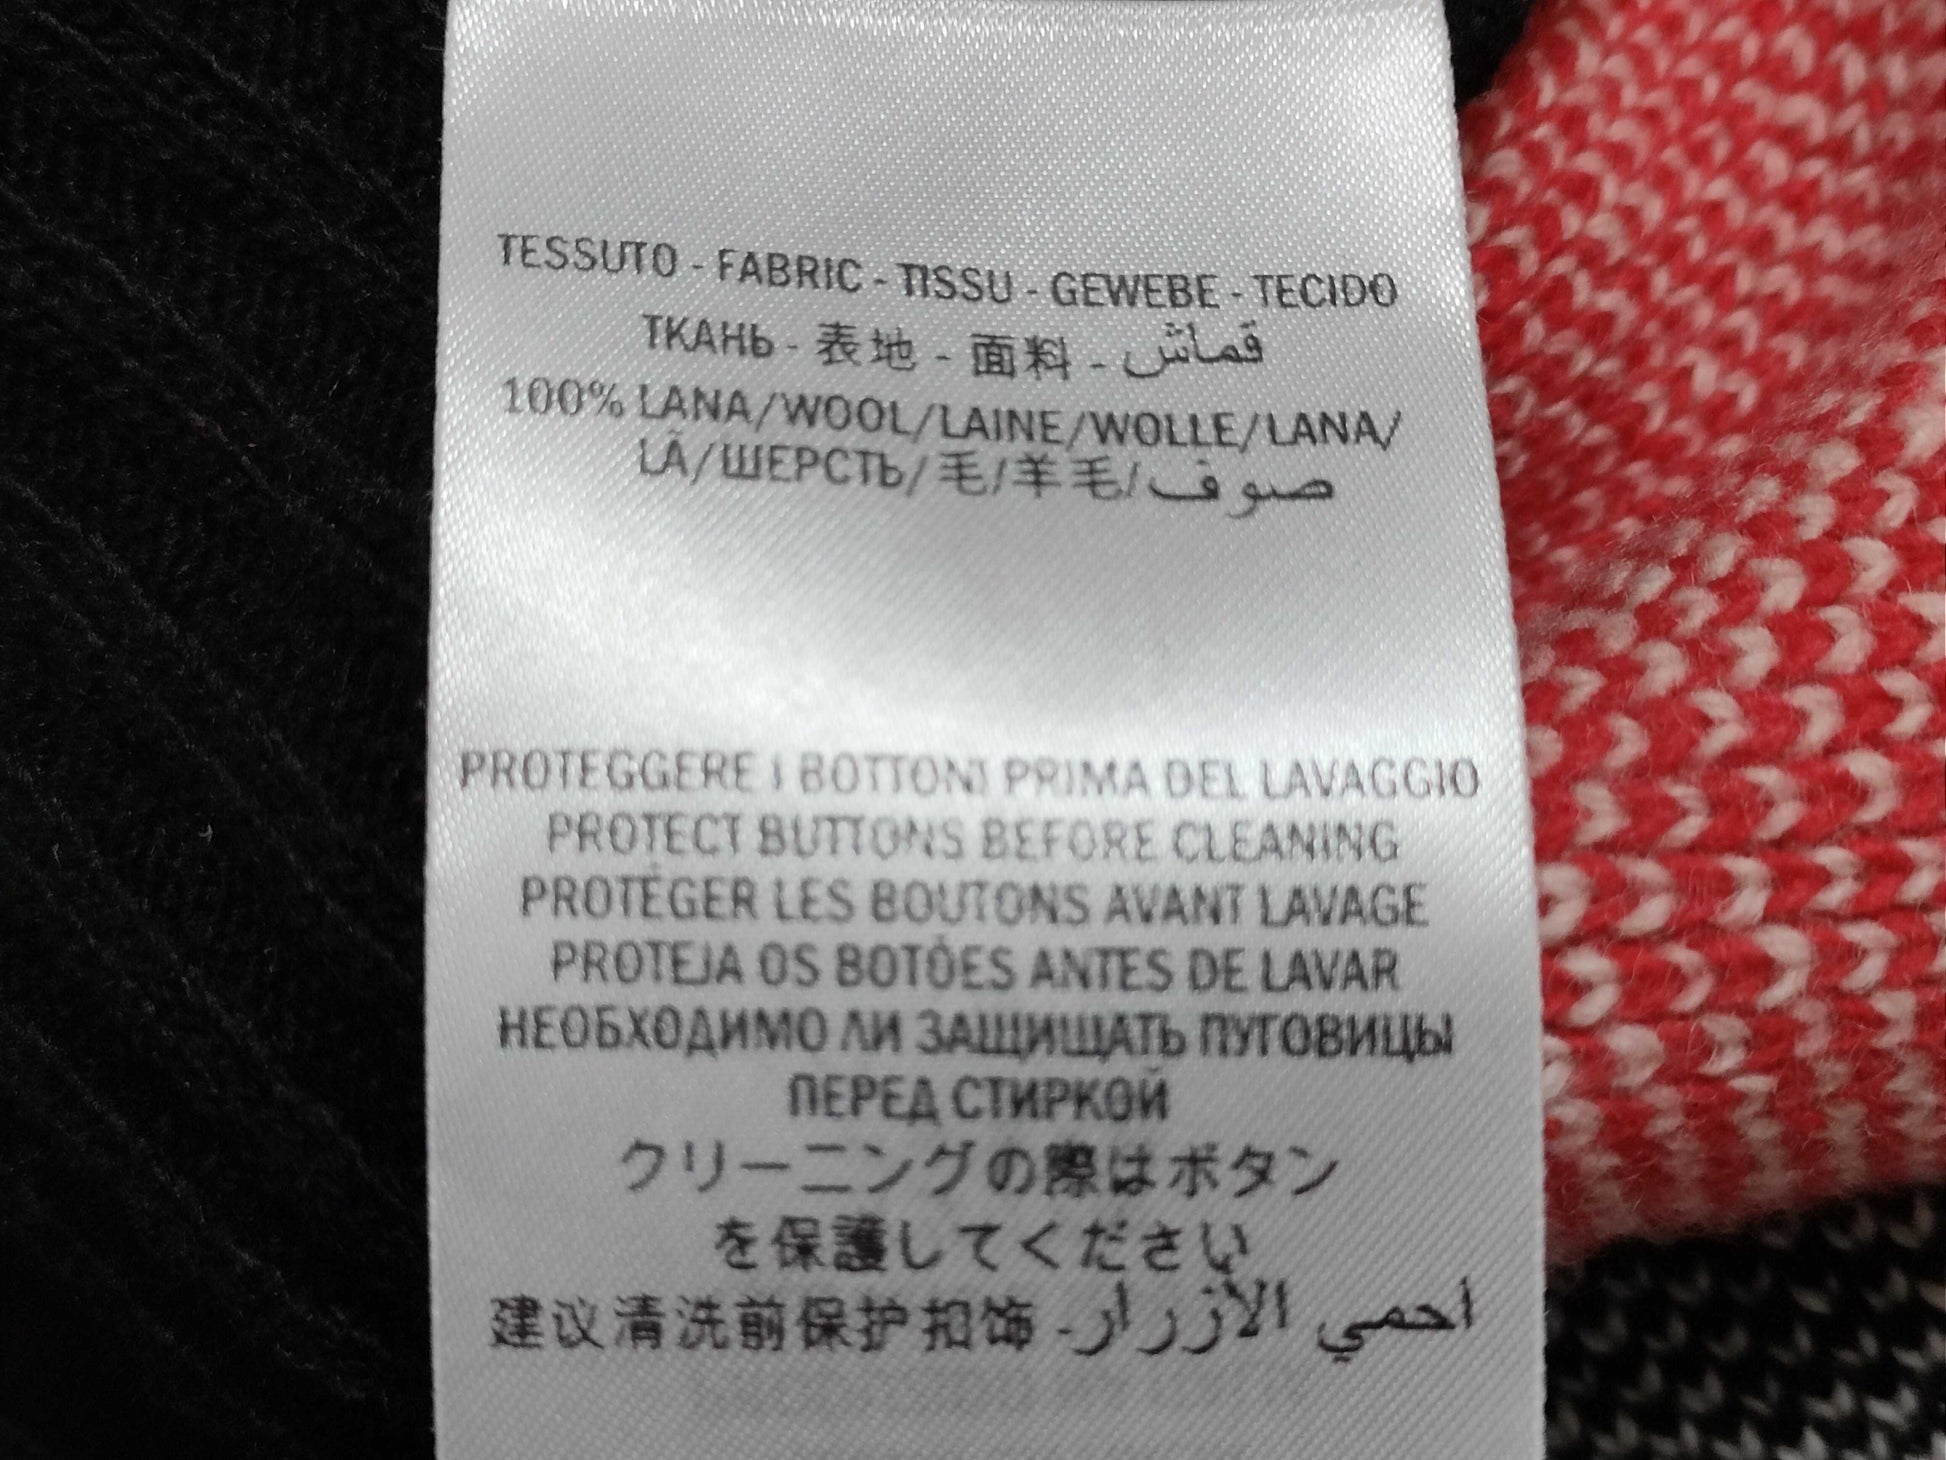 TESSUTO - FABRIC - TISSU - GEWEBE - TECIDO
ТКАНЬ - 表地 - 面料 - قماش
100% LANA/WOOL/LAINE/WOLLE/LANA/
LÃ/ШЕРСТЬ/毛/羊毛/صوف
PROTEGGERE I BOTTONI PRIMA DEL LAVAGGIO
PROTECT BUTTONS BEFORE CLEANING
PROTÉGER LES BOUTONS AVANT LAVAGE
PROTEJA OS BOTÕES ANTES DE LAVAR
НЕОБХОДИМО ЛИ ЗАЩИЩАТЬ ПУГОВИЦЫ
ПЕРЕД СТИРКОЙ
クリーニングの際はボタン
を保護してください
建议清洗前保护扣饰 - احمي الأزرار